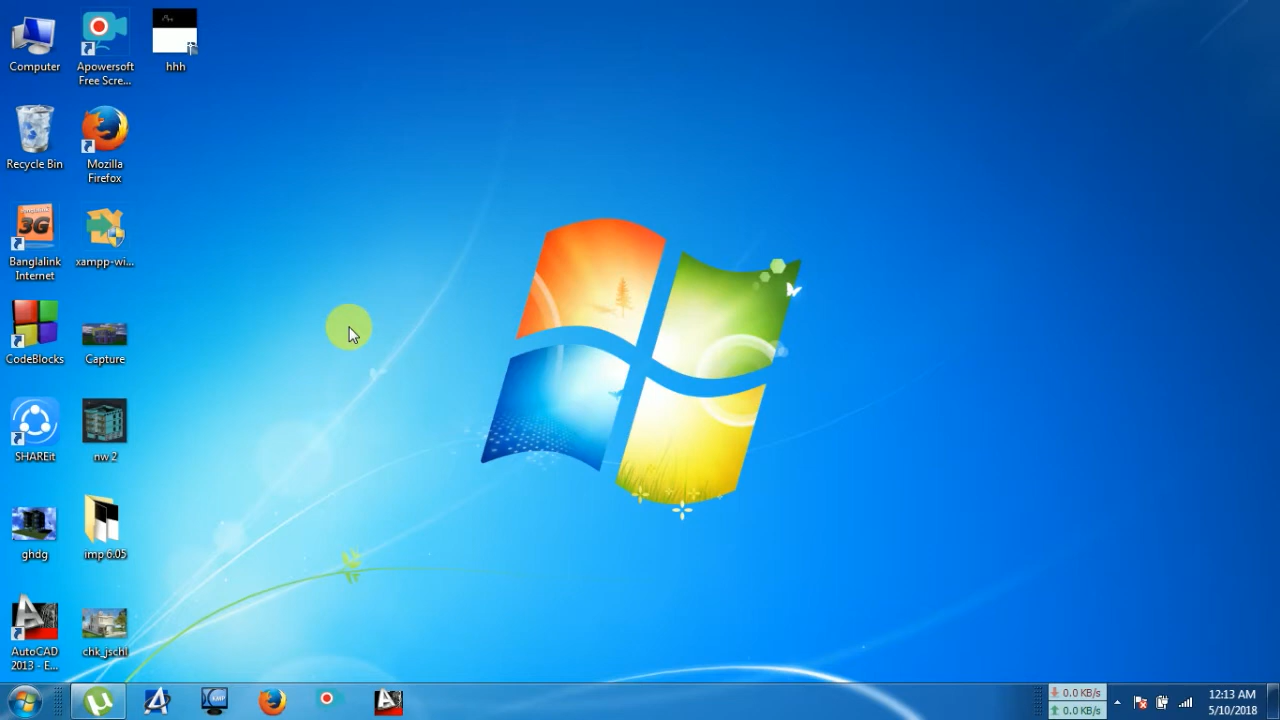 Computer
Apowersoft
Free Scre...
hhh
Recycle Bin
Mozilla
Firefox
3G
Banglalink
Internet
xampp-wi...
CodeBlocks
Capture
SHAREit
nw 2
ghdg
imp 6.05
AutoCAD
2013 - E...
chk_jschl
0.0 KB/s
0.0 KB/s
12:13 AM
5/10/2018